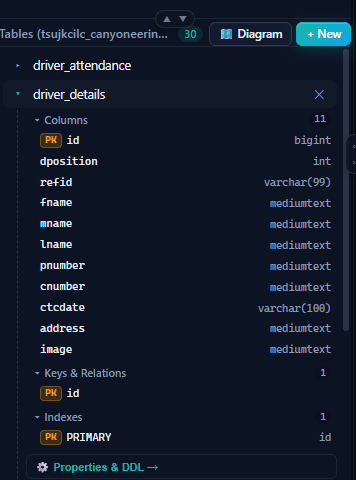 Tables (tsujkcilc_canyoneerin... 30 Diagram + New
driver_attendance
driver_details
Columns 11
PK id bigint
dposition int
refid varchar(99)
fname mediumtext
mname mediumtext
lname mediumtext
pnumber mediumtext
cnumber mediumtext
ctcdate varchar(100)
address mediumtext
image mediumtext
Keys & Relations 1
PK id
Indexes 1
PK PRIMARY id
Properties & DDL →